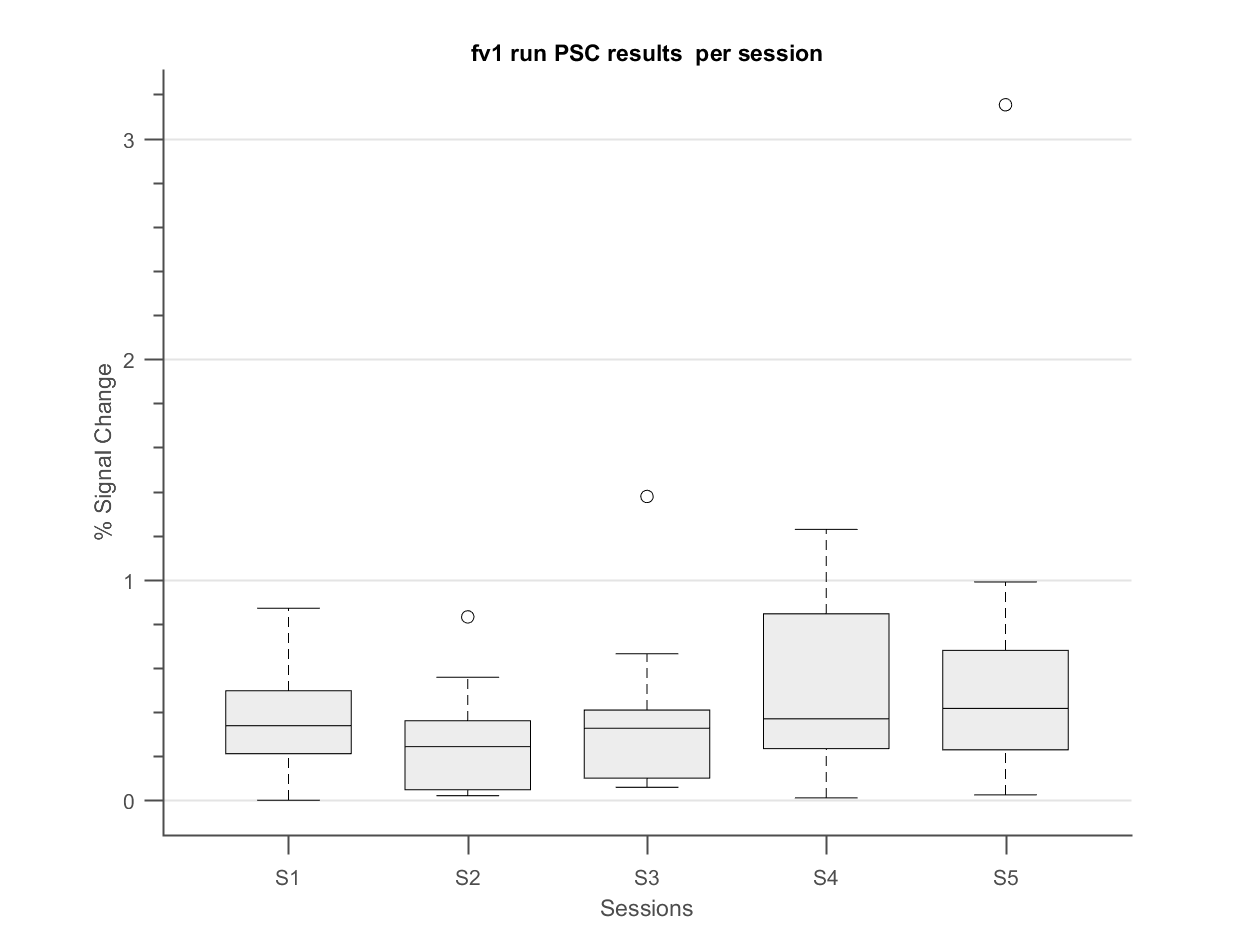 fv1 run PSC results  per session
3
2
1
0
% Signal Change
S1 S2 S3 S4 S5
Sessions